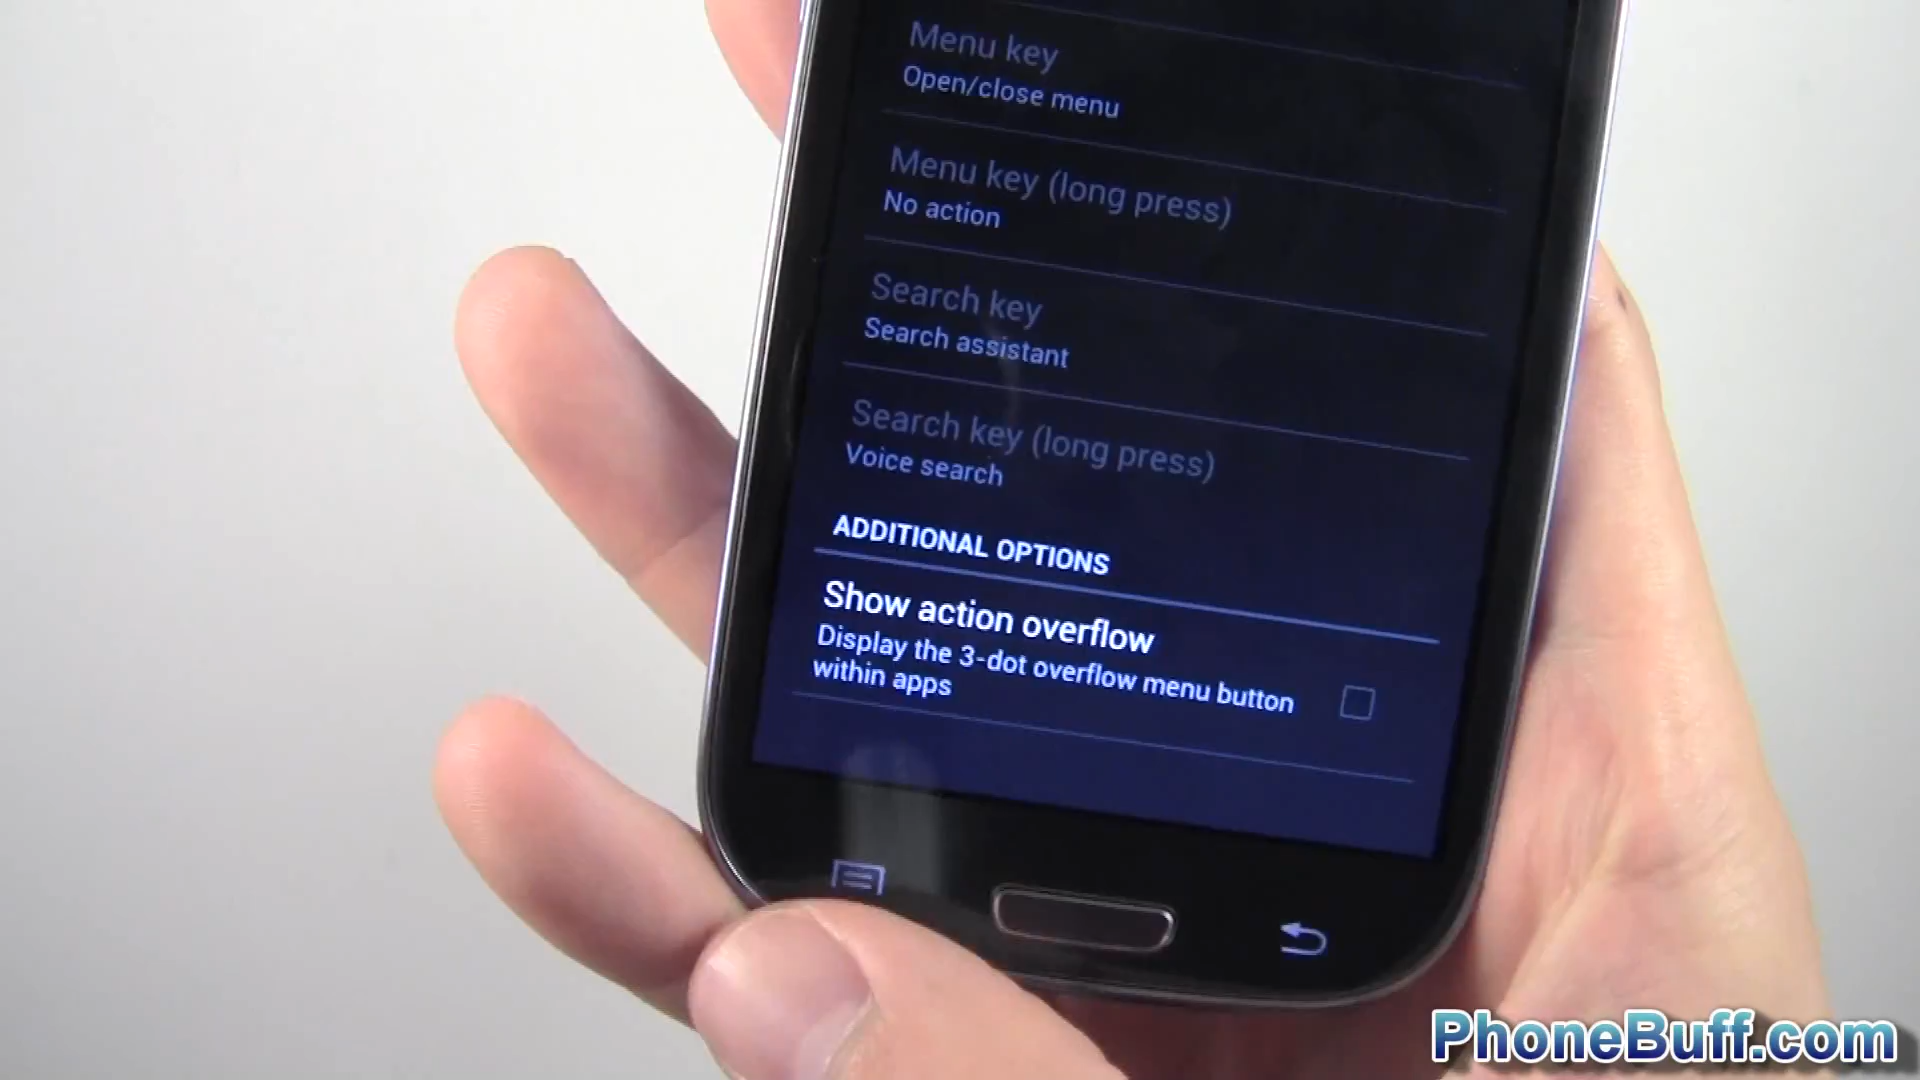 Menu key
Open/close menu
Menu key (long press)
No action
Search key
Search assistant
Search key (long press)
Voice search
ADDITIONAL OPTIONS
Show action overflow
Display the 3-dot overflow menu button
within apps
PhoneBuff.com